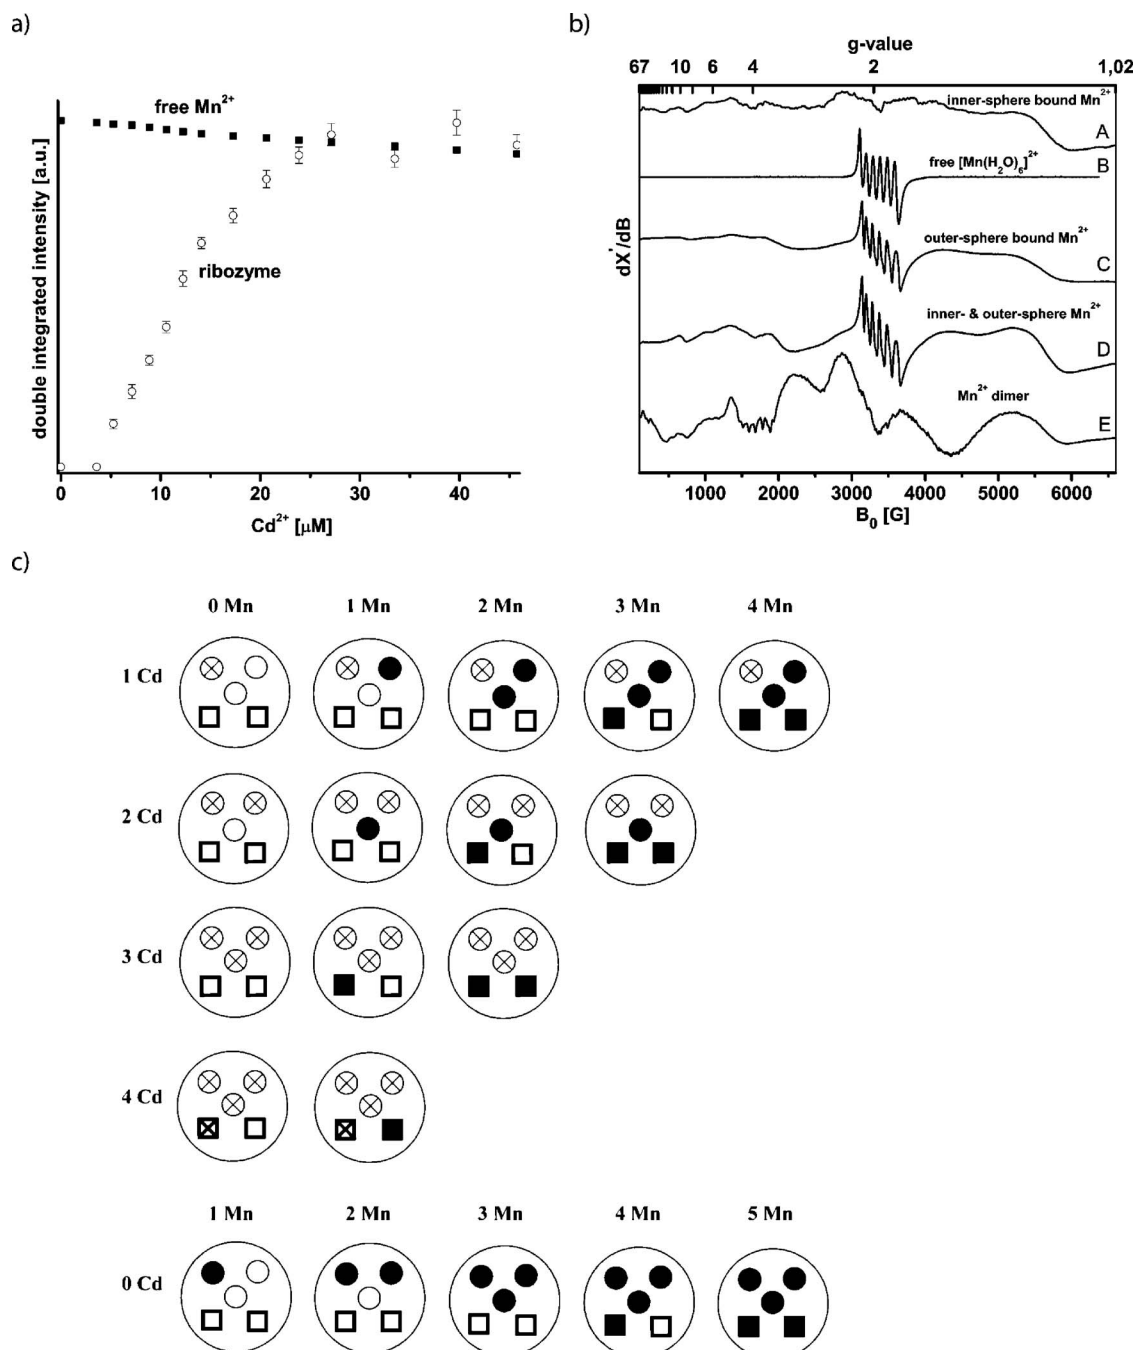 a)
free Mn2+
ribozyme
double integrated intensity [a.u.]
0 10 20 30 40
Cd2+ [μM]
b)
g-value
67 10 6 4 2 1,02
inner-sphere bound Mn2+
A
free [Mn(H2O)6]2+
B
outer-sphere bound Mn2+
C
inner- & outer-sphere Mn2+
D
Mn2+ dimer
E
dX'/dB
1000 2000 3000 4000 5000 6000
B0 [G]
c)
0 Mn 1 Mn 2 Mn 3 Mn 4 Mn
1 Cd
2 Cd
3 Cd
4 Cd
1 Mn 2 Mn 3 Mn 4 Mn 5 Mn
0 Cd